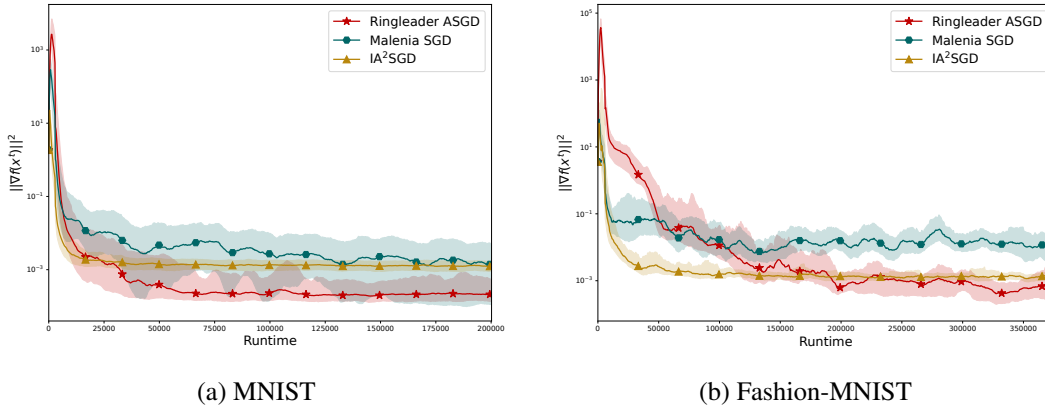 Ringleader ASGD
Malenia SGD
IA²SGD
||∇f(xᵗ)||²
10³
10¹
10⁻¹
10⁻³
0 25000 50000 75000 100000 125000 150000 175000 200000
Runtime
(a) MNIST
Ringleader ASGD
Malenia SGD
IA²SGD
||∇f(xᵗ)||²
10⁵
10³
10¹
10⁻¹
10⁻³
0 50000 100000 150000 200000 250000 300000 350000
Runtime
(b) Fashion-MNIST